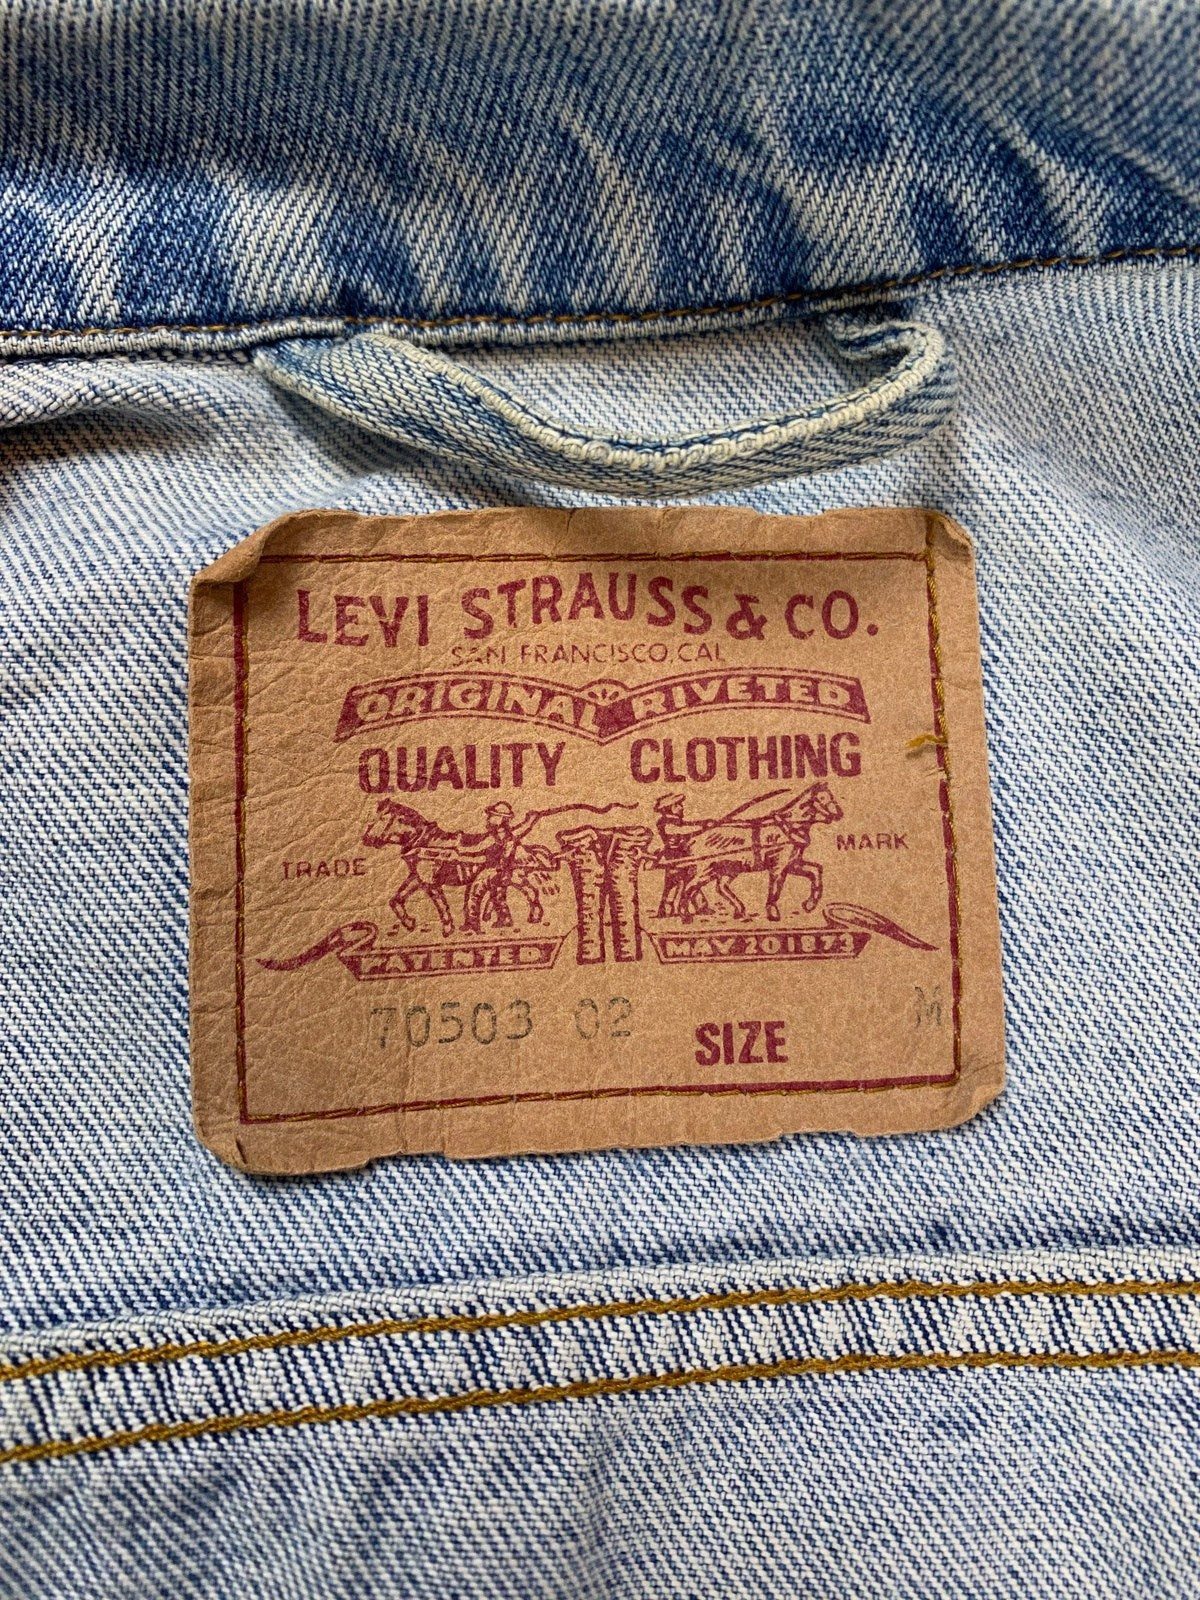 LEVI STRAUSS & CO.
SAN FRANCISCO, CAL
ORIGINAL RIVETED
QUALITY CLOTHING
TRADE MARK
PATENTED MAY 20 1873
70503 02 SIZE M